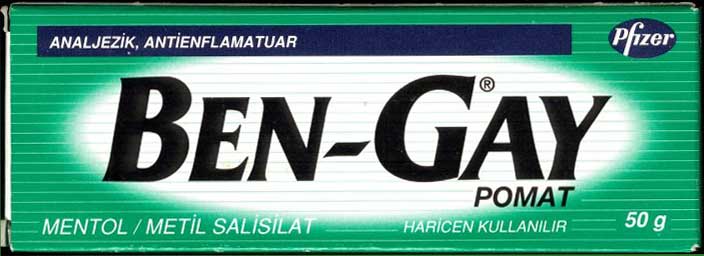 ANALJEZİK, ANTİENFLAMATUAR
Pfizer
BEN-GAY®
POMAT
MENTOL / METİL SALİSİLAT
HARİCEN KULLANILIR
50 g